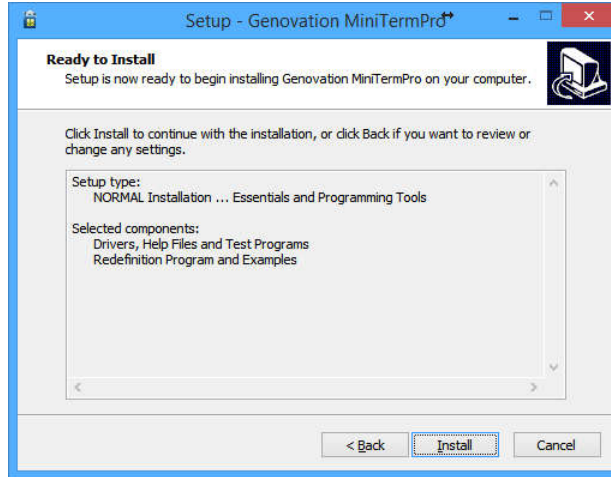 Setup - Genovation MiniTermPro
Ready to Install
Setup is now ready to begin installing Genovation MiniTermPro on your computer.
Click Install to continue with the installation, or click Back if you want to review or
change any settings.
Setup type:
NORMAL Installation ... Essentials and Programming Tools
Selected components:
Drivers, Help Files and Test Programs
Redefinition Program and Examples
< Back Install Cancel